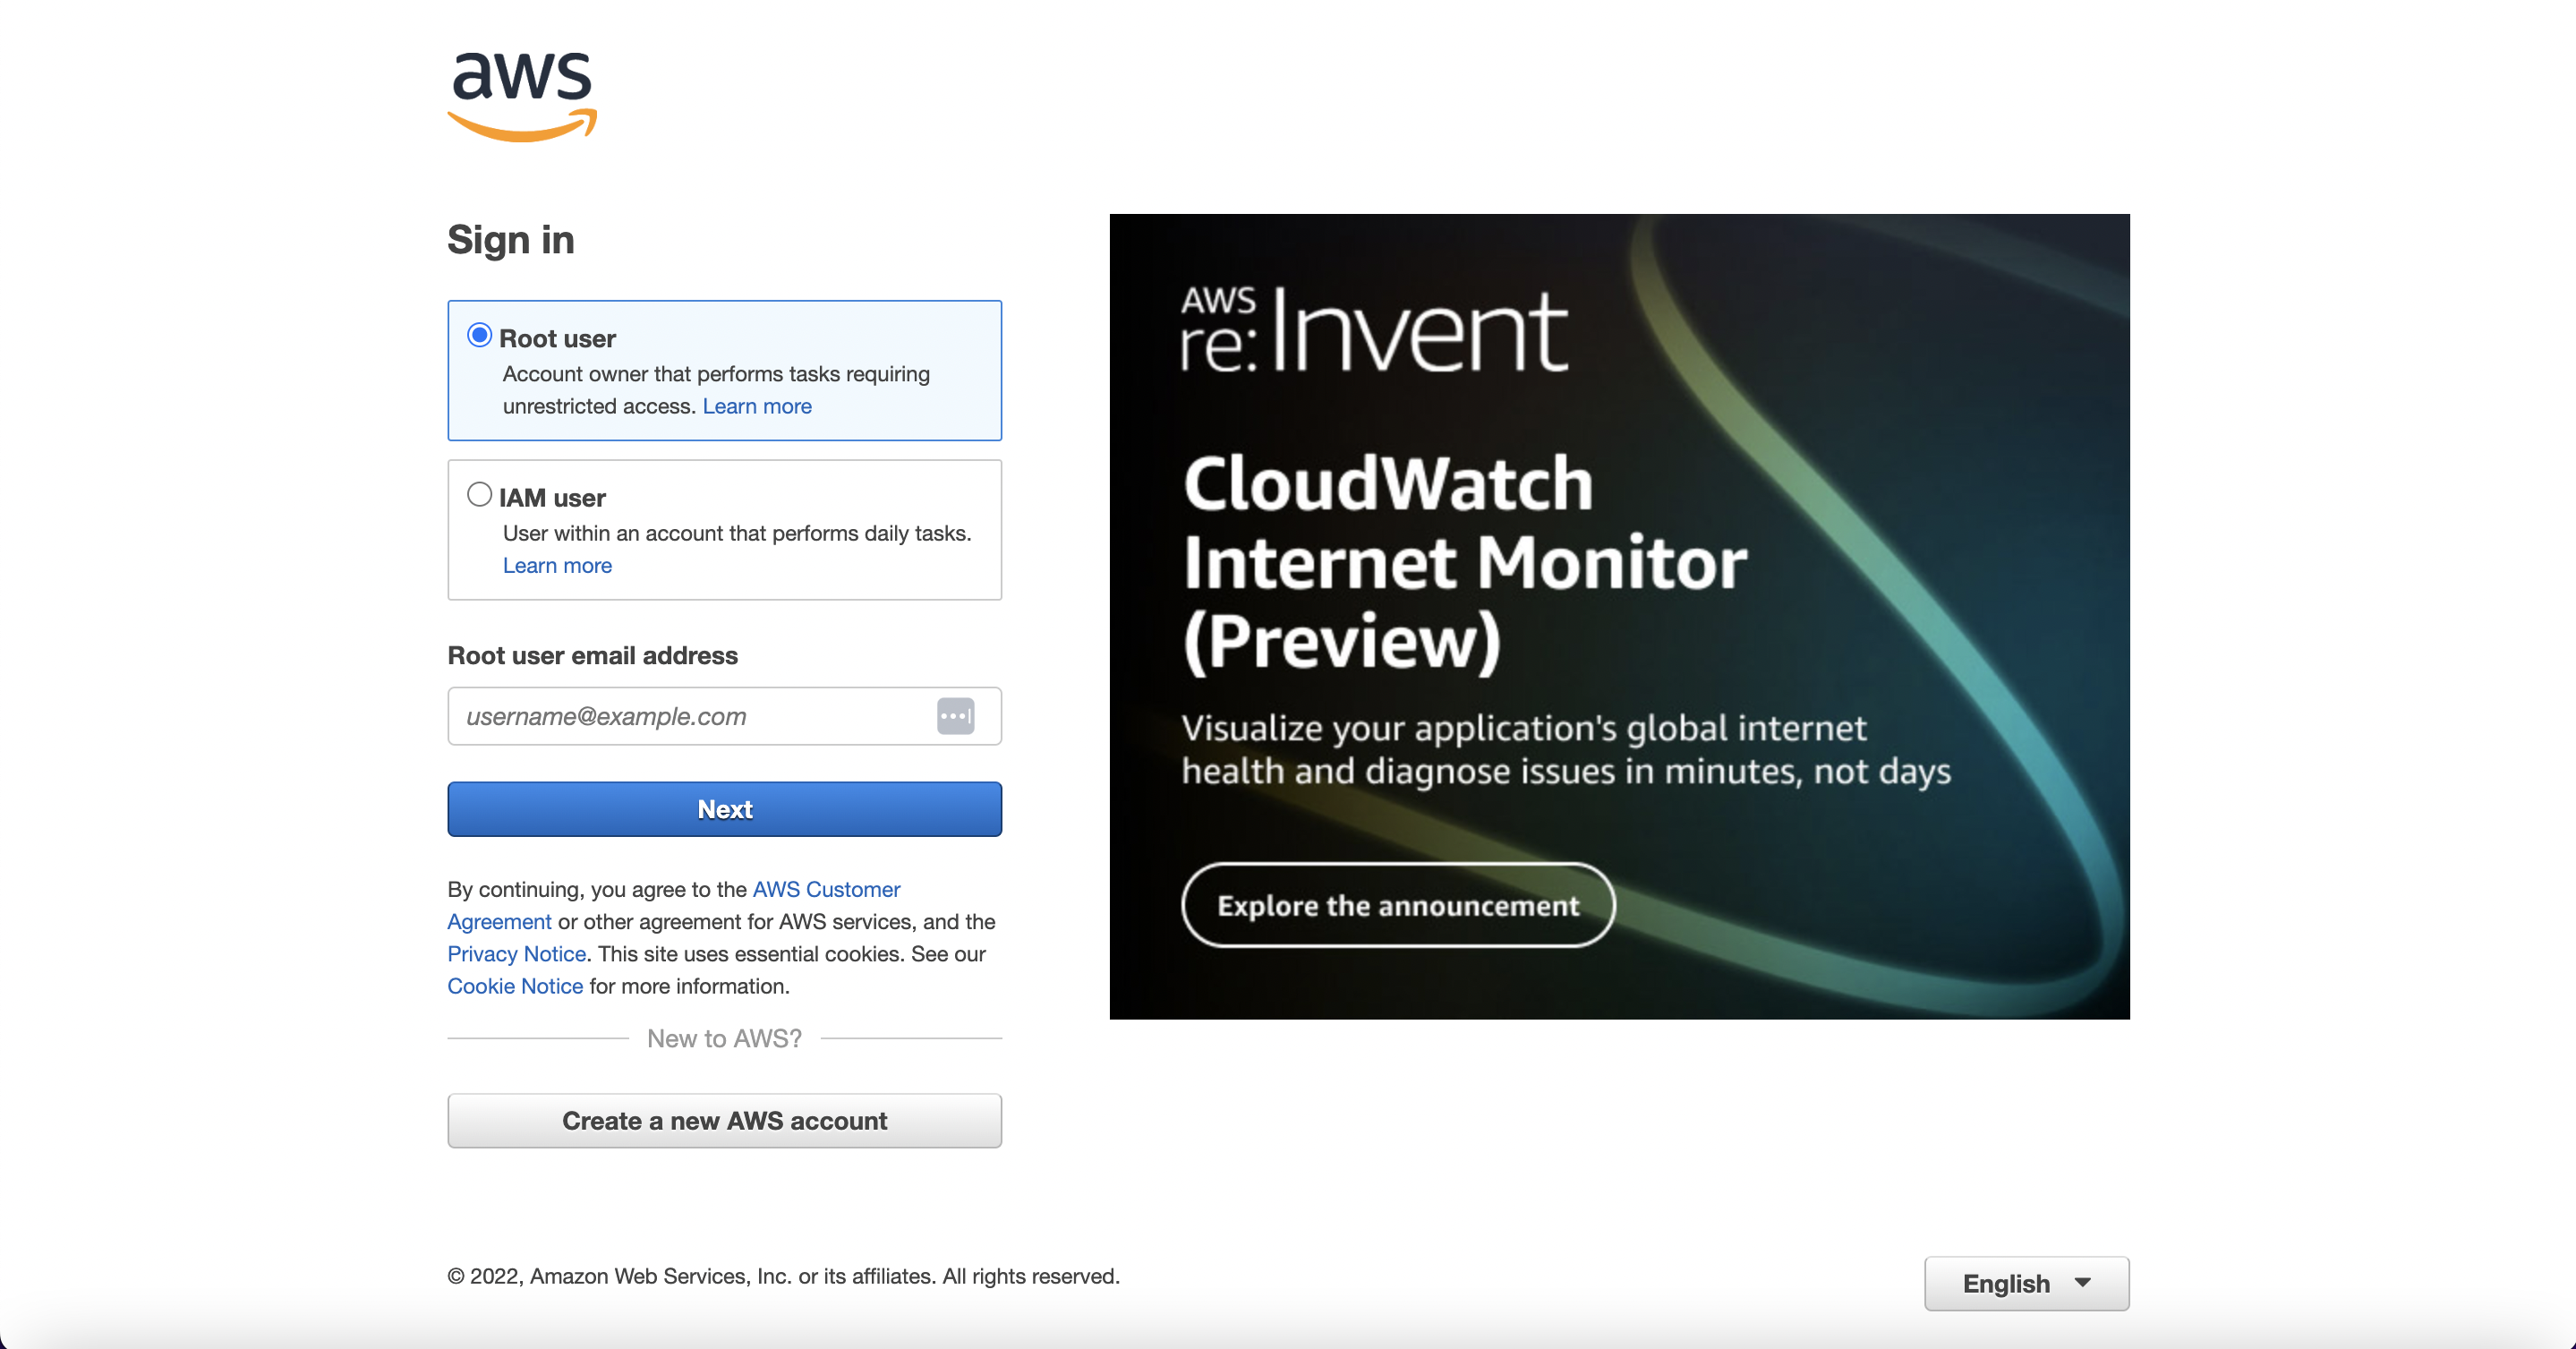 aws
Sign in
Root user
Account owner that performs tasks requiring
unrestricted access. Learn more
IAM user
User within an account that performs daily tasks.
Learn more
Root user email address
username@example.com
Next
By continuing, you agree to the AWS Customer
Agreement or other agreement for AWS services, and the
Privacy Notice. This site uses essential cookies. See our
Cookie Notice for more information.
New to AWS?
Create a new AWS account
AWS
re:Invent
CloudWatch
Internet Monitor
(Preview)
Visualize your application's global internet
health and diagnose issues in minutes, not days
Explore the announcement
© 2022, Amazon Web Services, Inc. or its affiliates. All rights reserved.
English